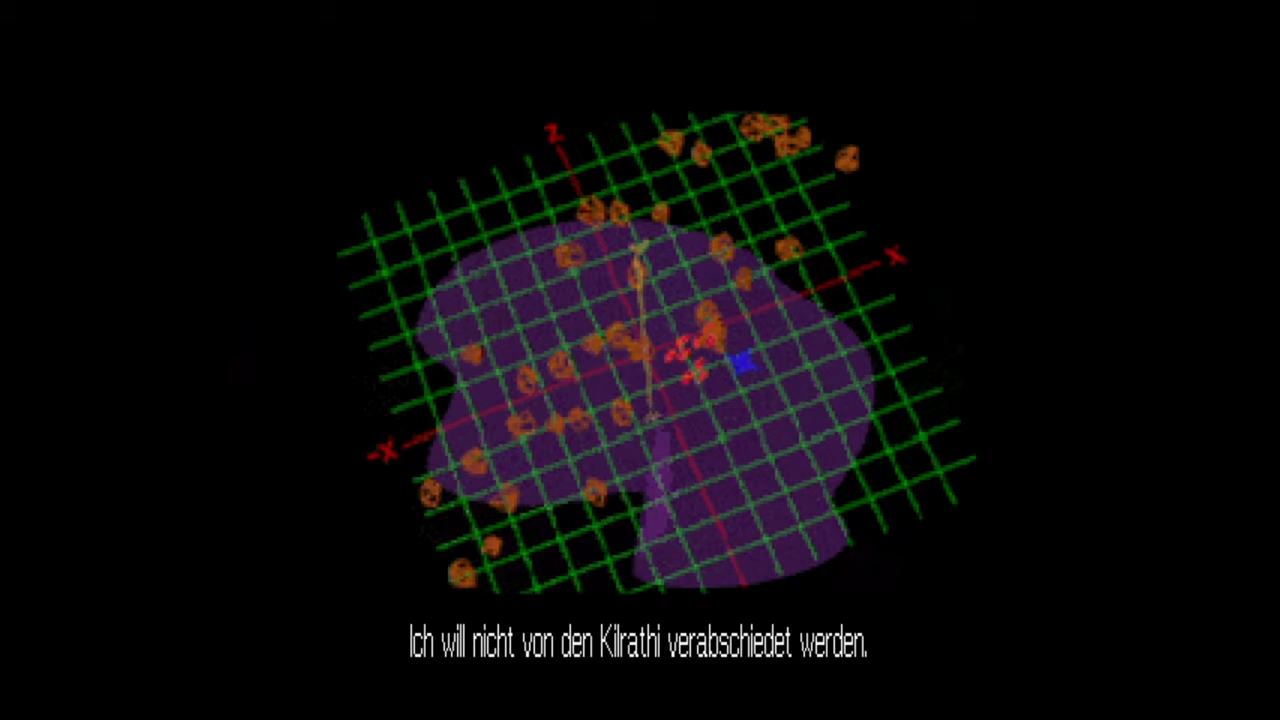 Z
X
-X
Ich will nicht von den Kilrathi verabschiedet werden.